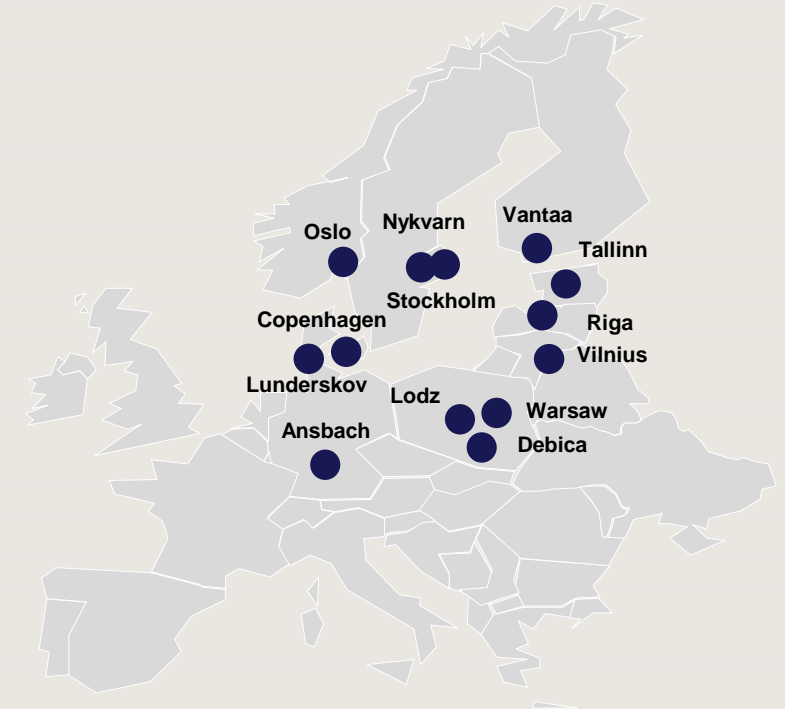 Vantaa
Nykvarn
Oslo
Tallinn
Stockholm
Copenhagen
Riga
Vilnius
Lunderskov
Lodz
Warsaw
Ansbach
Debica